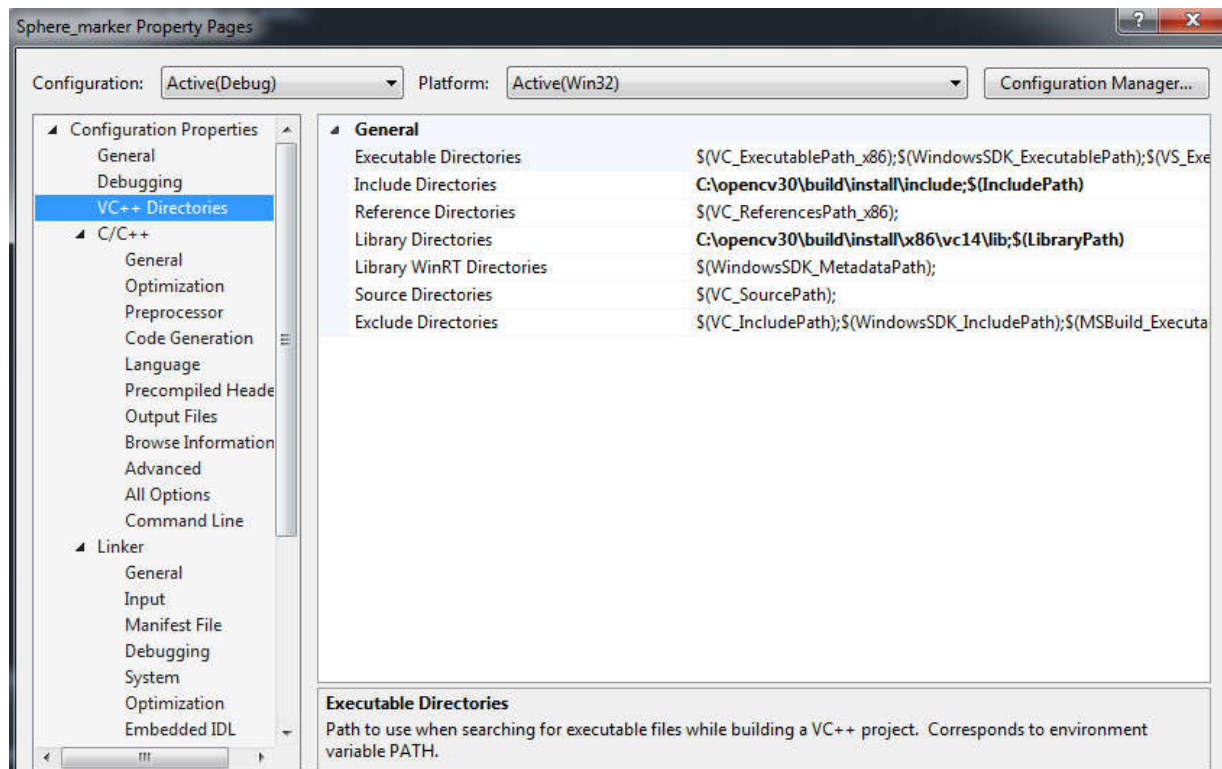 Sphere_marker Property Pages
Configuration: Active(Debug) Platform: Active(Win32) Configuration Manager...
Configuration Properties
General
Debugging
VC++ Directories
C/C++
General
Optimization
Preprocessor
Code Generation
Language
Precompiled Heade
Output Files
Browse Information
Advanced
All Options
Command Line
Linker
General
Input
Manifest File
Debugging
System
Optimization
Embedded IDL
General
Executable Directories $(VC_ExecutablePath_x86);$(WindowsSDK_ExecutablePath);$(VS_Exe
Include Directories C:\opencv30\build\install\include;$(IncludePath)
Reference Directories $(VC_ReferencesPath_x86);
Library Directories C:\opencv30\build\install\x86\vc14\lib;$(LibraryPath)
Library WinRT Directories $(WindowsSDK_MetadataPath);
Source Directories $(VC_SourcePath);
Exclude Directories $(VC_IncludePath);$(WindowsSDK_IncludePath);$(MSBuild_Executa
Executable Directories
Path to use when searching for executable files while building a VC++ project.  Corresponds to environment
variable PATH.